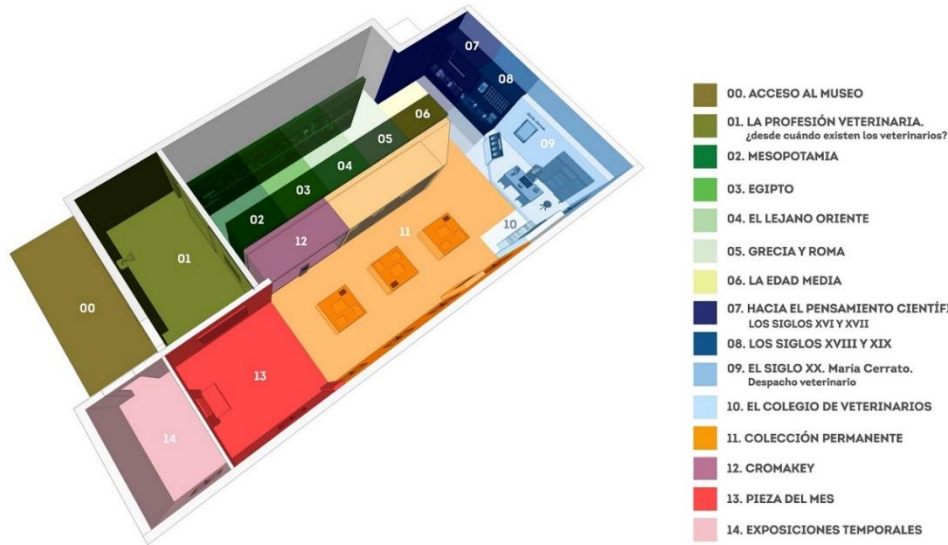 07
08
06
05
09
04
03
02
10
11
12
01
00
13
14
00. ACCESO AL MUSEO
01. LA PROFESIÓN VETERINARIA.
¿desde cuándo existen los veterinarios?
02. MESOPOTAMIA
03. EGIPTO
04. EL LEJANO ORIENTE
05. GRECIA Y ROMA
06. LA EDAD MEDIA
07. HACIA EL PENSAMIENTO CIENTÍFI
LOS SIGLOS XVI Y XVII
08. LOS SIGLOS XVIII Y XIX
09. EL SIGLO XX. María Cerrato.
Despacho veterinario
10. EL COLEGIO DE VETERINARIOS
11. COLECCIÓN PERMANENTE
12. CROMAKEY
13. PIEZA DEL MES
14. EXPOSICIONES TEMPORALES